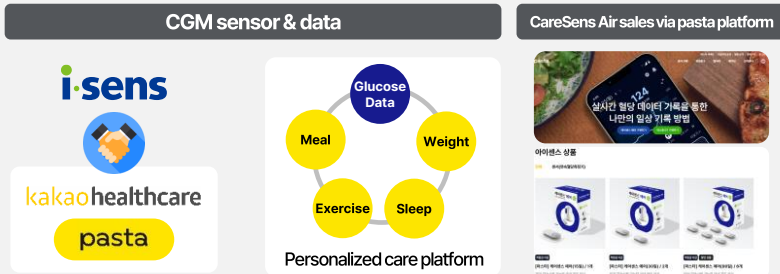 CGM sensor & data
i·sens
kakaohealthcare
pasta
Glucose
Data
Meal
Weight
Exercise
Sleep
Personalized care platform
CareSens Air sales via pasta platform
124
실시간 혈당 데이터 기록을 통한
나만의 일상 기록 방법
아이센스 상품